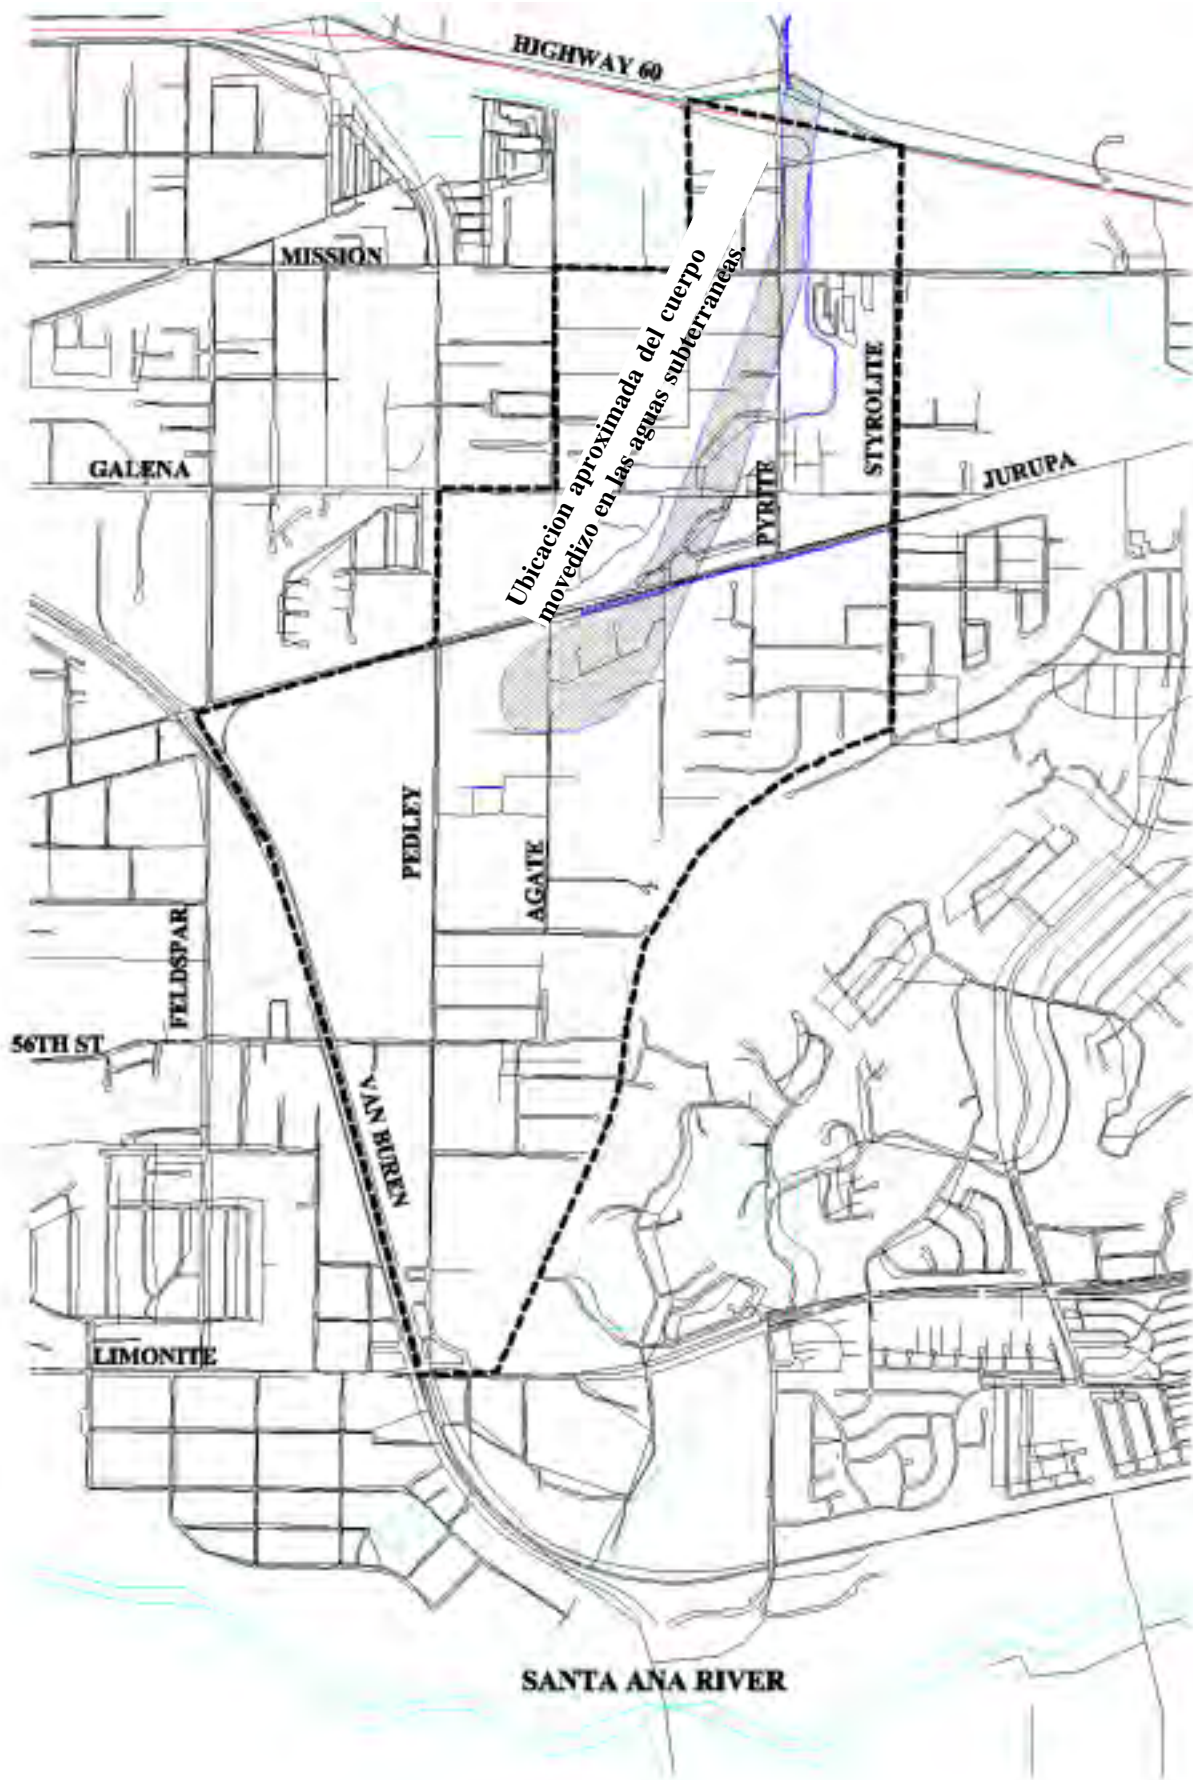 HIGHWAY 60
MISSION
Ubicacion aproximada del cuerpo
movedizo en las aguas subterraneas.
STYROLITE
GALENA
JURUPA
PYRITE
PEDLEY
AGATE
FELDSPAR
56TH ST
VAN BUREN
LIMONITE
SANTA ANA RIVER